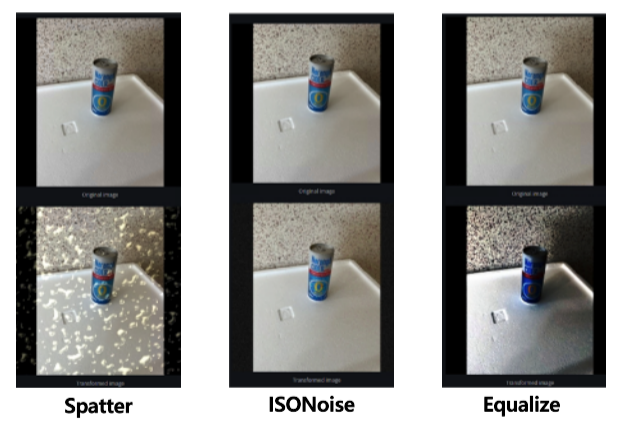 Original Image
Original Image
Original Image
Transformed Image
Transformed Image
Transformed Image
Spatter
ISONoise
Equalize